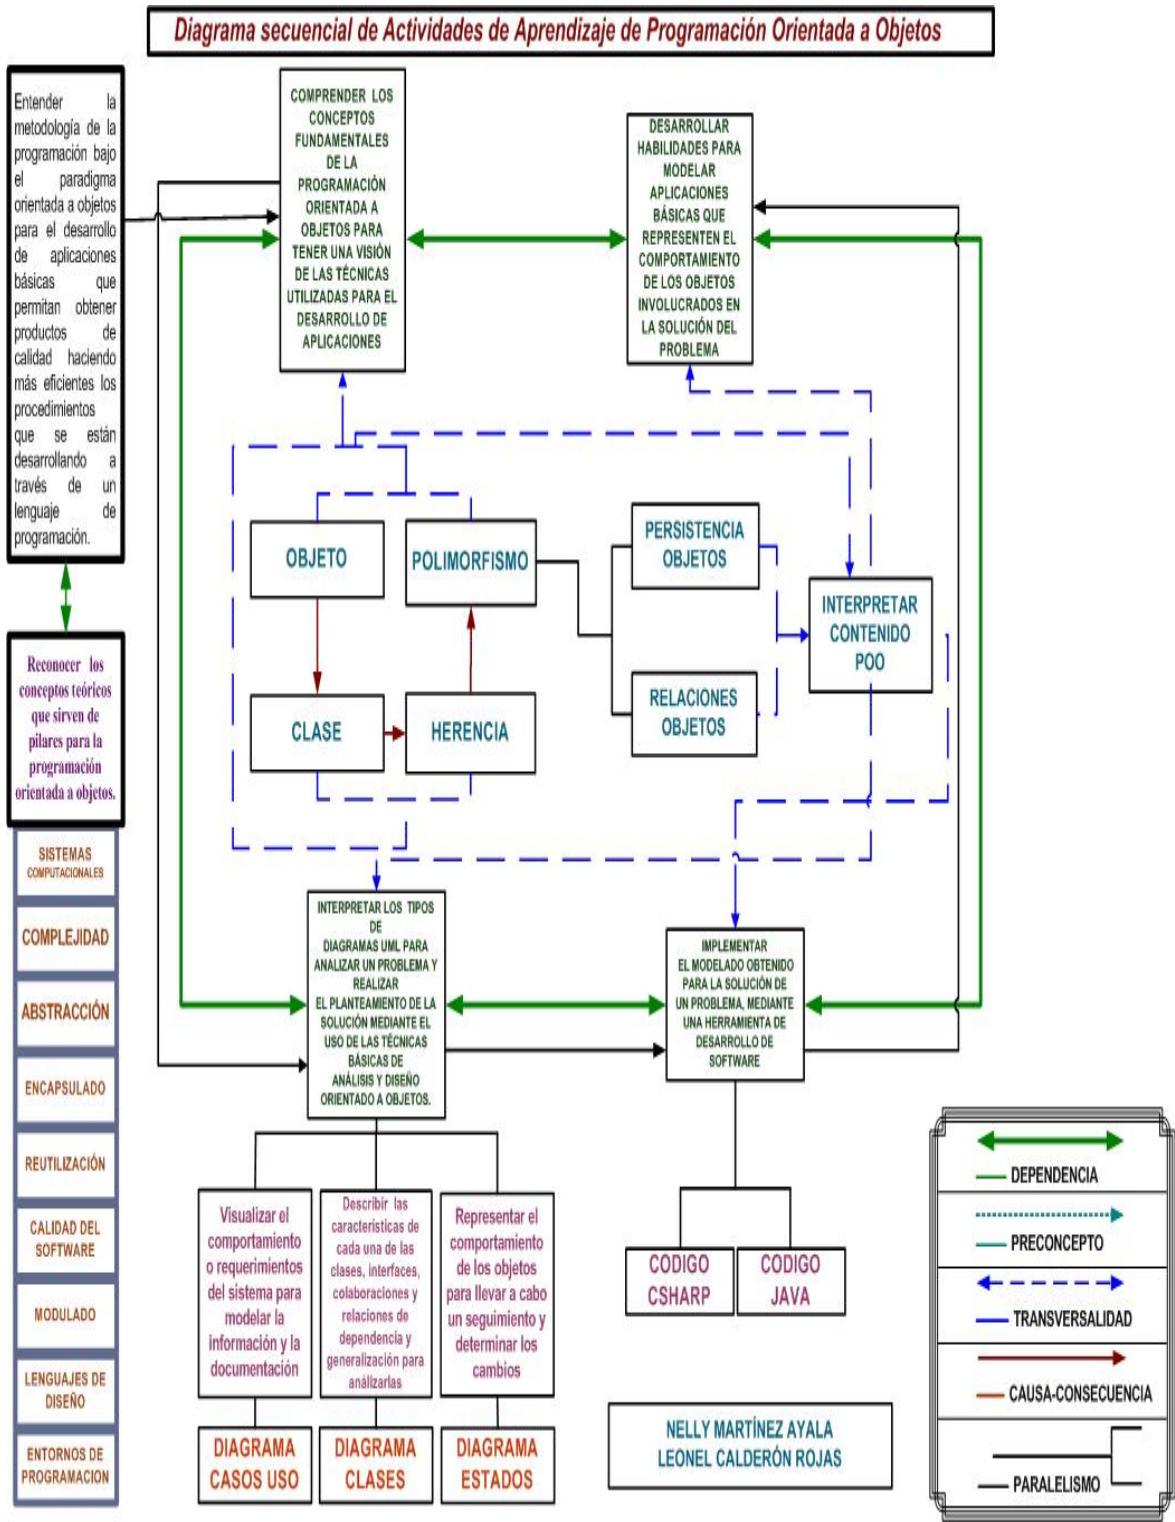 Diagrama secuencial de Actividades de Aprendizaje de Programación Orientada a Objetos
Entender la
metodología de la
programación bajo
el paradigma
orientada a objetos
para el desarrollo
de aplicaciones
básicas que
permitan obtener
productos de
calidad haciendo
más eficientes los
procedimientos
que se están
desarrollando a
través de un
lenguaje de
programación.
COMPRENDER LOS
CONCEPTOS
FUNDAMENTALES
DE LA
PROGRAMACIÓN
ORIENTADA A
OBJETOS PARA
TENER UNA VISIÓN
DE LAS TÉCNICAS
UTILIZADAS PARA EL
DESARROLLO DE
APLICACIONES
DESARROLLAR
HABILIDADES PARA
MODELAR
APLICACIONES
BÁSICAS QUE
REPRESENTEN EL
COMPORTAMIENTO
DE LOS OBJETOS
INVOLUCRADOS EN
LA SOLUCIÓN DEL
PROBLEMA
OBJETO
POLIMORFISMO
CLASE
HERENCIA
PERSISTENCIA
OBJETOS
RELACIONES
OBJETOS
INTERPRETAR
CONTENIDO
POO
Reconocer los
conceptos teóricos
que sirven de
pilares para la
programación
orientada a objetos.
SISTEMAS
COMPUTACIONALES
COMPLEJIDAD
ABSTRACCIÓN
ENCAPSULADO
REUTILIZACIÓN
CALIDAD DEL
SOFTWARE
MODULADO
LENGUAJES DE
DISEÑO
ENTORNOS DE
PROGRAMACION
INTERPRETAR LOS TIPOS
DE
DIAGRAMAS UML PARA
ANALIZAR UN PROBLEMA Y
REALIZAR
EL PLANTEAMIENTO DE LA
SOLUCIÓN MEDIANTE EL
USO DE LAS TÉCNICAS
BÁSICAS DE
ANÁLISIS Y DISEÑO
ORIENTADO A OBJETOS.
IMPLEMENTAR
EL MODELADO OBTENIDO
PARA LA SOLUCIÓN DE
UN PROBLEMA, MEDIANTE
UNA HERRAMIENTA DE
DESARROLLO DE
SOFTWARE
Visualizar el
comportamiento
o requerimientos
del sistema para
modelar la
información y la
documentación
Describir las
características de
cada una de las
clases, interfaces,
colaboraciones y
relaciones de
dependencia y
generalización para
análizarlas
Representar el
comportamiento
de los objetos
para llevar a cabo
un seguimiento y
determinar los
cambios
DIAGRAMA
CASOS USO
DIAGRAMA
CLASES
DIAGRAMA
ESTADOS
CODIGO
CSHARP
CODIGO
JAVA
NELLY MARTÍNEZ AYALA
LEONEL CALDERÓN ROJAS
DEPENDENCIA
PRECONCEPTO
TRANSVERSALIDAD
CAUSA-CONSECUENCIA
PARALELISMO